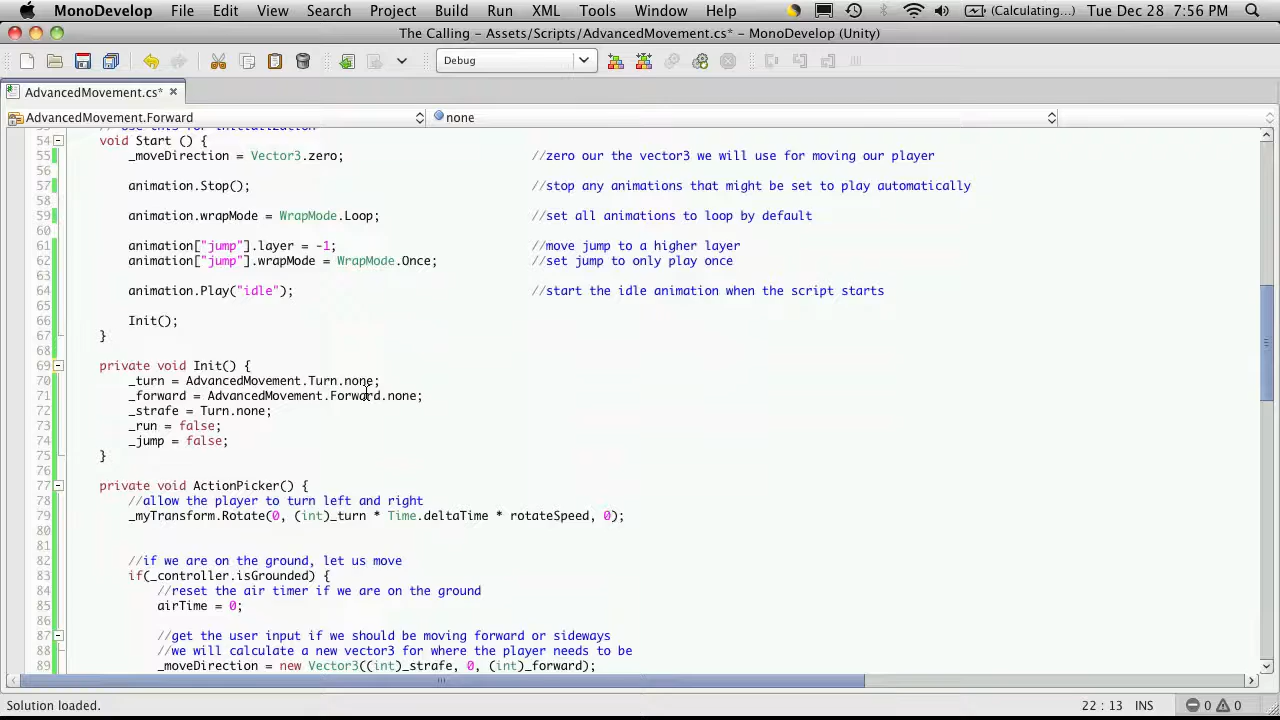 MonoDevelop File Edit View Search Project Build Run XML Tools Window Help (Calculating...) Tue Dec 28 7:56 PM
The Calling - Assets/Scripts/AdvancedMovement.cs* - MonoDevelop (Unity)
Debug
AdvancedMovement.cs*
AdvancedMovement.Forward none
53 // Use this for initialization
54 void Start () {
55 _moveDirection = Vector3.zero; //zero our the vector3 we will use for moving our player
56
57 animation.Stop(); //stop any animations that might be set to play automatically
58
59 animation.wrapMode = WrapMode.Loop; //set all animations to loop by default
60
61 animation["jump"].layer = -1; //move jump to a higher layer
62 animation["jump"].wrapMode = WrapMode.Once; //set jump to only play once
63
64 animation.Play("idle"); //start the idle animation when the script starts
65
66 Init();
67 }
68
69 private void Init() {
70 _turn = AdvancedMovement.Turn.none;
71 _forward = AdvancedMovement.Forward.none;
72 _strafe = Turn.none;
73 _run = false;
74 _jump = false;
75 }
76
77 private void ActionPicker() {
78 //allow the player to turn left and right
79 _myTransform.Rotate(0, (int)_turn * Time.deltaTime * rotateSpeed, 0);
80
81
82 //if we are on the ground, let us move
83 if(_controller.isGrounded) {
84 //reset the air timer if we are on the ground
85 airTime = 0;
86
87 //get the user input if we should be moving forward or sideways
88 //we will calculate a new vector3 for where the player needs to be
89 _moveDirection = new Vector3((int)_strafe, 0, (int)_forward);
Solution loaded. 22 : 13 INS 0 0